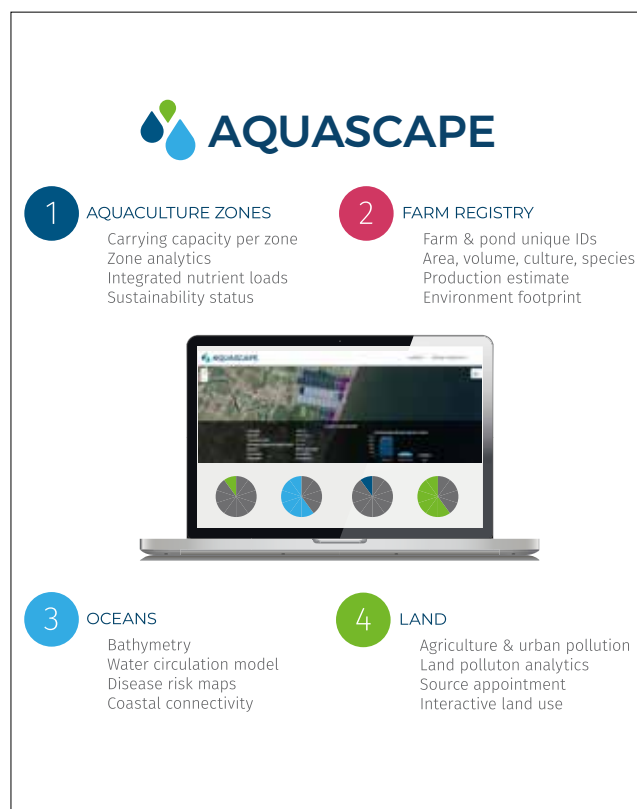 AQUASCAPE
1 AQUACULTURE ZONES
Carrying capacity per zone
Zone analytics
Integrated nutrient loads
Sustainability status
2 FARM REGISTRY
Farm & pond unique IDs
Area, volume, culture, species
Production estimate
Environment footprint
AQUASCAPE
3 OCEANS
Bathymetry
Water circulation model
Disease risk maps
Coastal connectivity
4 LAND
Agriculture & urban pollution
Land polluton analytics
Source appointment
Interactive land use